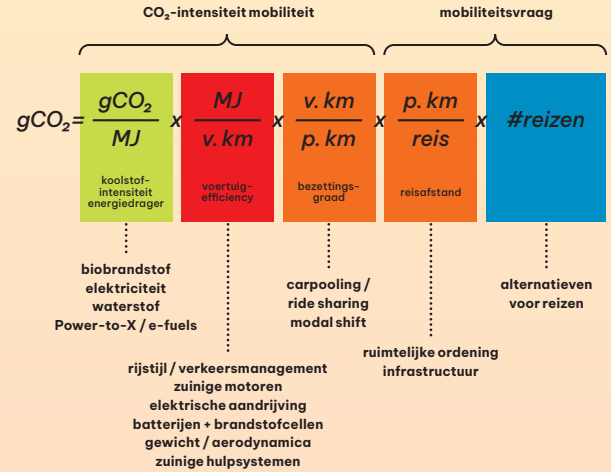 CO₂-intensiteit mobiliteit
mobiliteitsvraag
gCO₂= gCO₂ / MJ x MJ / v. km x v. km / p. km x p. km / reis x #reizen
koolstof-
intensiteit
energiedrager
voertuig-
efficiency
bezettings-
graad
reisafstand
biobrandstof
elektriciteit
waterstof
Power-to-X / e-fuels
rijstijl / verkeersmanagement
zuinige motoren
elektrische aandrijving
batterijen + brandstofcellen
gewicht / aerodynamica
zuinige hulpsystemen
carpooling /
ride sharing
modal shift
ruimtelijke ordening
infrastructuur
alternatieven
voor reizen